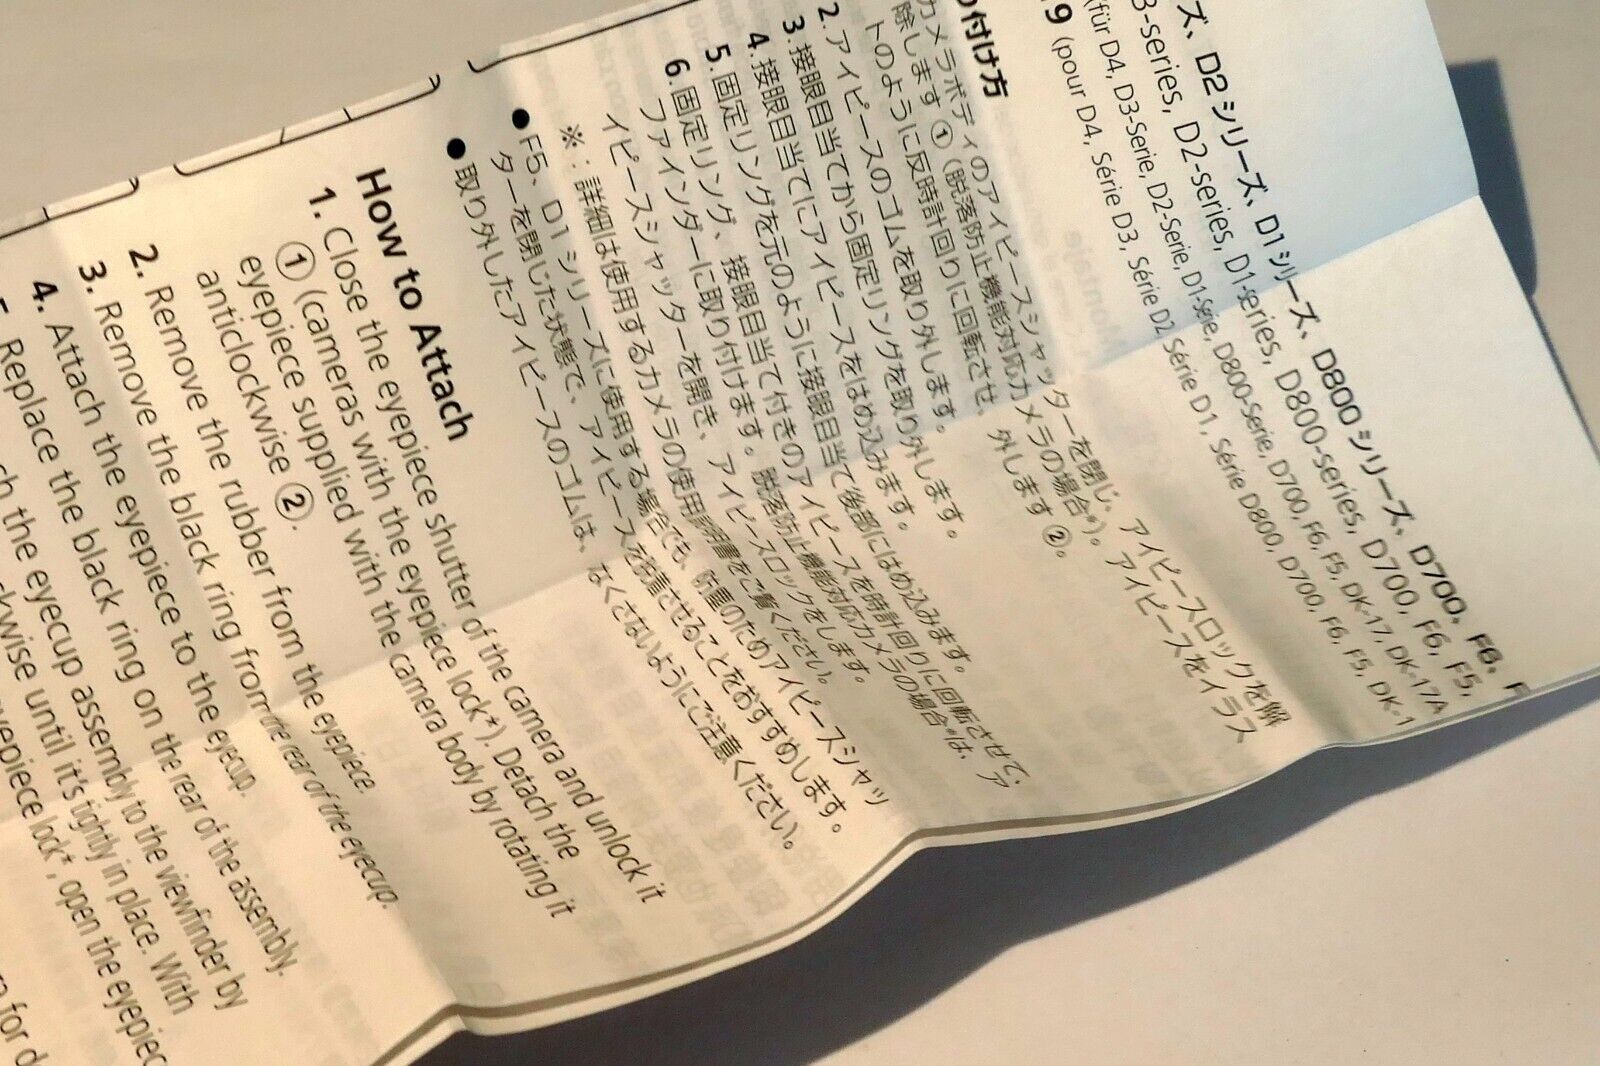 ズ、D2シリーズ、D1シリーズ、D800シリーズ、D700、F6、F
3-series, D2-series, D1-series, D800-series, D700, F6, F5,
(für D4, D3-Serie, D2-Serie, D1-Serie, D800-Serie, D700, F6, F5, DK-17, DK-17A
19 (pour D4, Série D3, Série D2, Série D1, Série D800, D700, F6, F5, DK-1
付け方
カメラボディのアイピースシャッターを閉じ、アイピースロックを解
除します ① (脱落防止機能対応カメラの場合※)。アイピースをイラス
トのように反時計回りに回転させ、外します ②。
2. アイピースのゴムを取り外します。
3. 接眼目当てから固定リングを取り外します。
4. 接眼目当てにアイピースをはめ込みます。
5. 固定リングを元のように接眼目当て後部にはめ込みます。
6. 固定リング、接眼目当て付きのアイピースを時計回りに回転させて、
ファインダーに取り付けます。脱落防止機能対応カメラの場合※は、ア
イピースシャッターを開き、アイピースロックをします。
※：詳細は使用するカメラの使用説明書をご覧ください。
● F5、D1シリーズに使用する場合でも、防塵のためアイピースシャッ
ターを閉じた状態で、アイピースを装着させることをおすすめします。
● 取り外したアイピースのゴムは、なくさないようにご注意ください。
How to Attach
1. Close the eyepiece shutter of the camera and unlock it
① (cameras with the eyepiece lock*). Detach the
eyepiece supplied with the camera body by rotating it
anticlockwise ②.
2. Remove the rubber from the eyepiece.
3. Remove the black ring from the rear of the eyecup.
4. Attach the eyepiece to the eyecup.
Replace the black ring on the rear of the assembly.
the eyecup assembly to the viewfinder by
until it's tightly in place. With
eyepiece lock*, open the eyepiec
for d